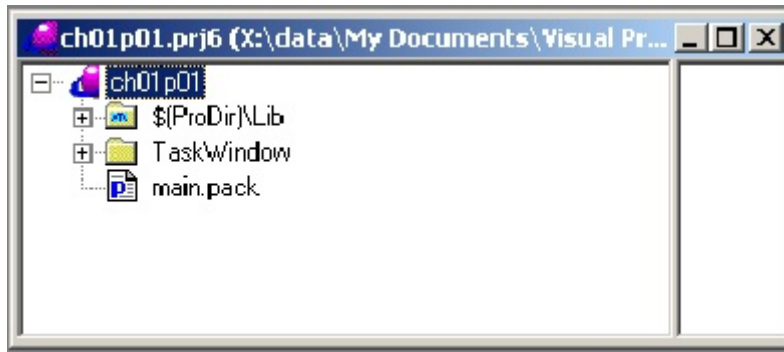 ch01p01.prj6 (X:\data\My Documents\Visual Pr...
ch01p01
$(ProDir)\Lib
TaskWindow
main.pack